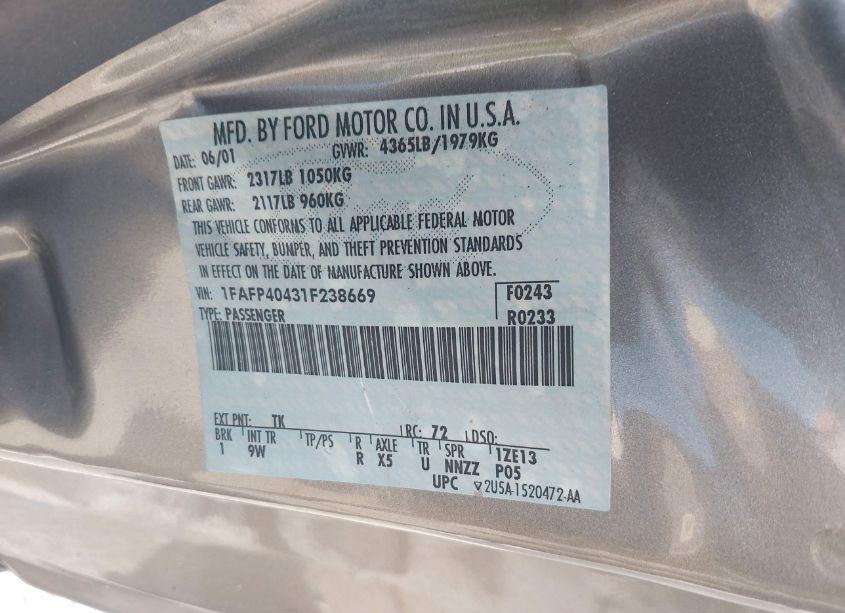 MFD. BY FORD MOTOR CO. IN U.S.A.
DATE: 06/01 GVWR: 4365LB/1979KG
FRONT GAWR: 2317LB 1050KG
REAR GAWR: 2117LB 960KG
THIS VEHICLE CONFORMS TO ALL APPLICABLE FEDERAL MOTOR
VEHICLE SAFETY, BUMPER, AND THEFT PREVENTION STANDARDS
IN EFFECT ON THE DATE OF MANUFACTURE SHOWN ABOVE.
VIN: 1FAFP40431F238669 F0243
TYPE: PASSENGER R0233
EXT PNT: TK RC: 72 DSO:
BRK INT TR TP/PS R AXLE TR SPR 1ZE13
1 9W R X5 U NNZZ P05
UPC 2U5A-1520472-AA